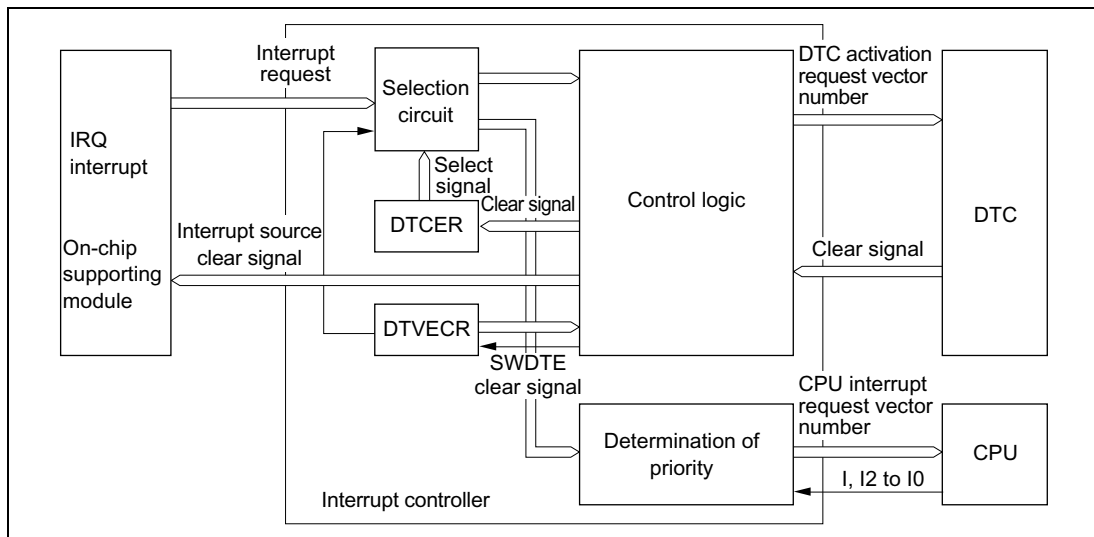 Interrupt
request
Selection
circuit
DTC activation
request vector
number
IRQ
interrupt
Select
signal
Control logic
DTC
Clear signal
DTCER
Interrupt source
clear signal
Clear signal
On-chip
supporting
module
DTVECR
SWDTE
clear signal
CPU interrupt
request vector
number
Determination of
priority
CPU
I, I2 to I0
Interrupt controller